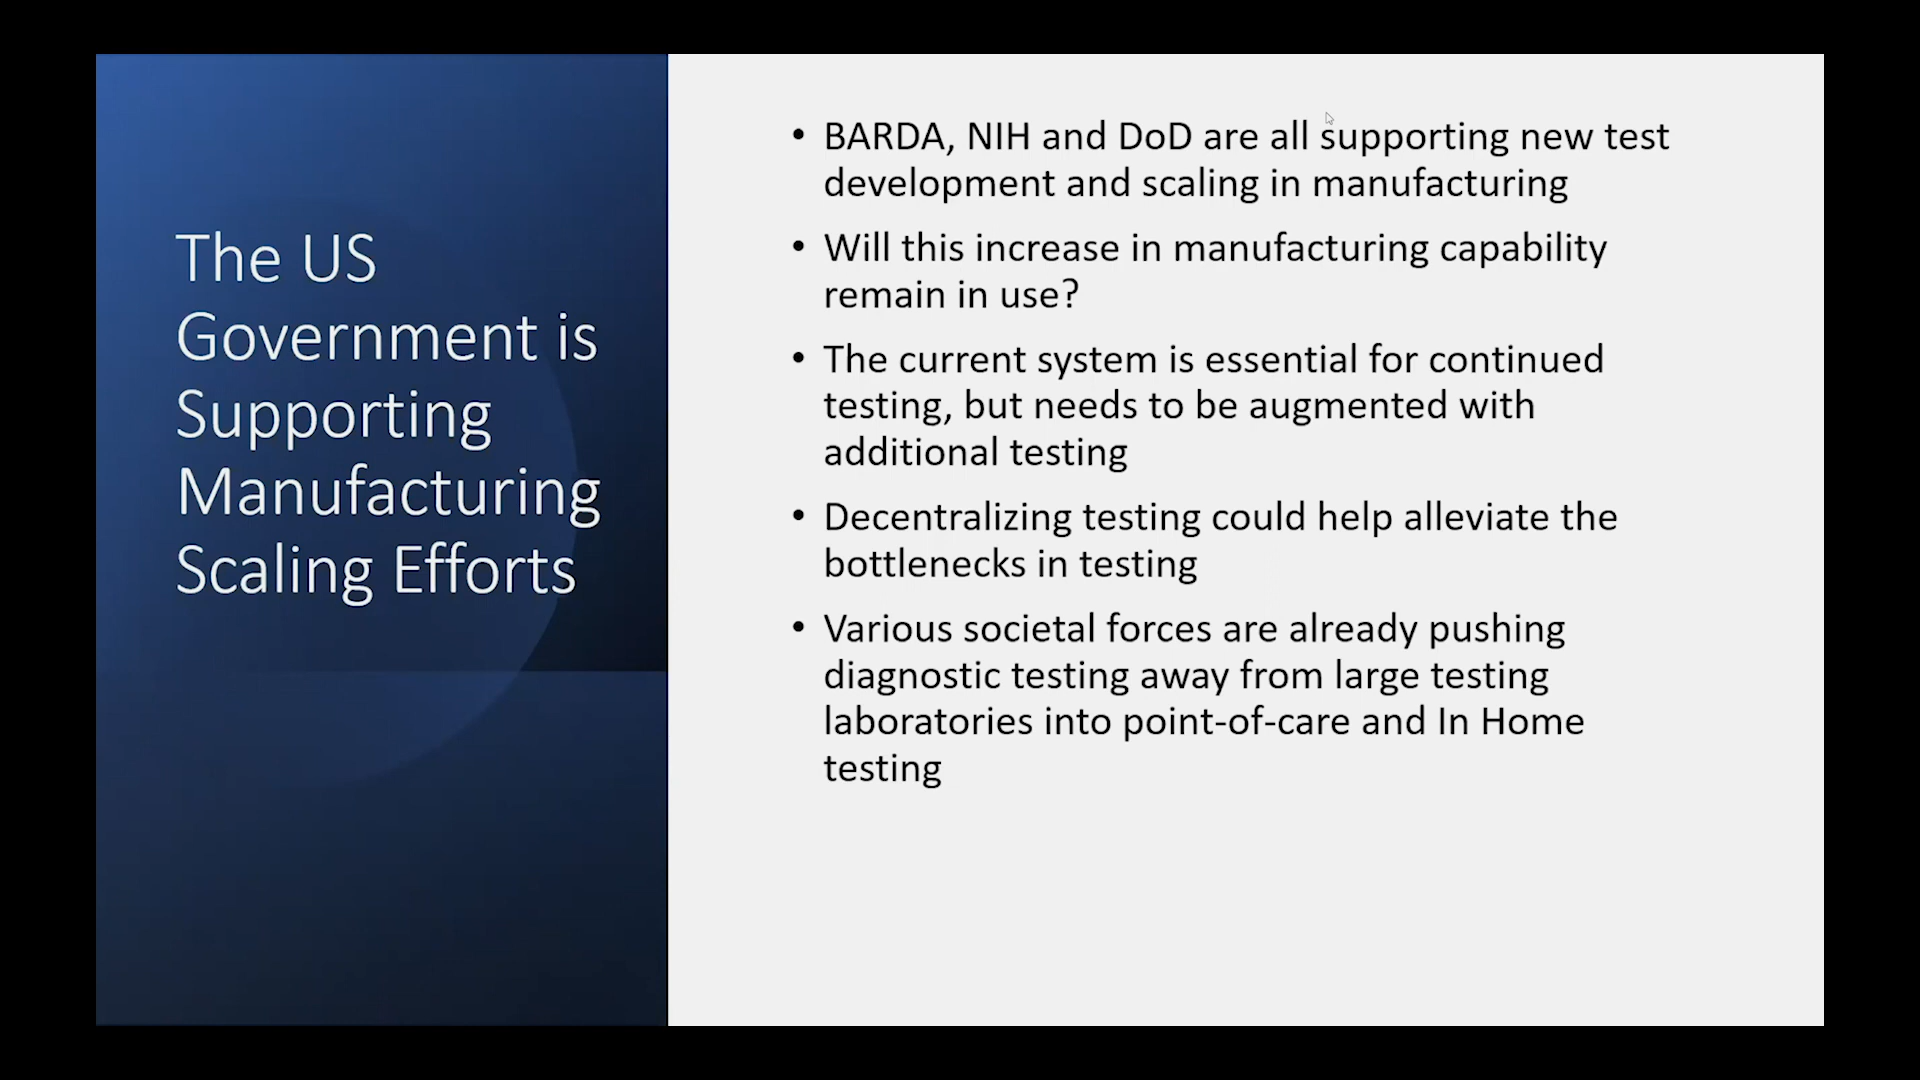 The US
Government is
Supporting
Manufacturing
Scaling Efforts
• BARDA, NIH and DoD are all supporting new test
development and scaling in manufacturing
• Will this increase in manufacturing capability
remain in use?
• The current system is essential for continued
testing, but needs to be augmented with
additional testing
• Decentralizing testing could help alleviate the
bottlenecks in testing
• Various societal forces are already pushing
diagnostic testing away from large testing
laboratories into point-of-care and In Home
testing